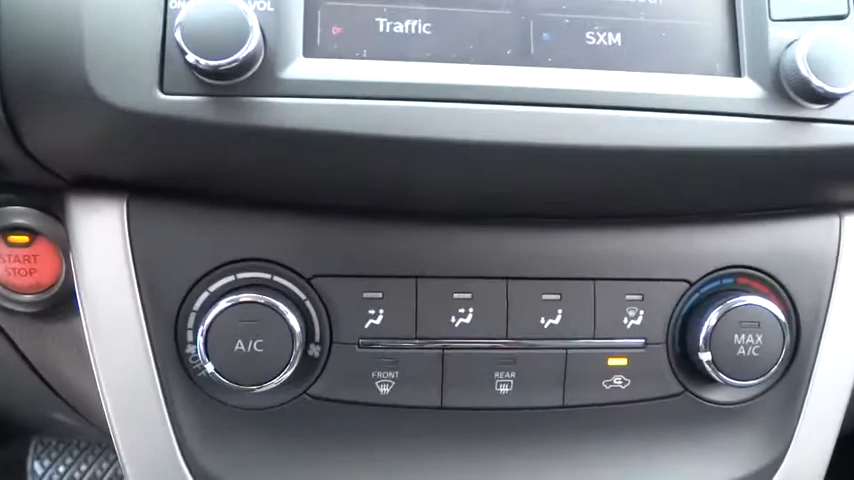 VOL
Traffic
SXM
START
STOP
A/C
OFF
FRONT
REAR
MAX
A/C